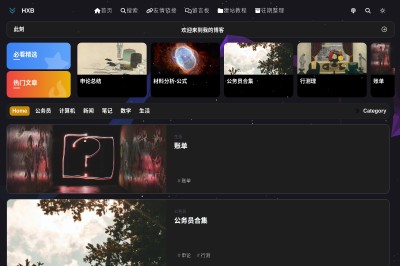 HXB 首页 搜索 友情链接 留言板 建站教程 往期整理
此刻 欢迎来到我的博客
必看精选
热门文章
申论总结 材料分析-公式 公务员合集 行测理 账单
Home 公务员 计算机 新闻 笔记 数学 生活 Category
账单
# 账单
公务员合集
# 申论 # 行测